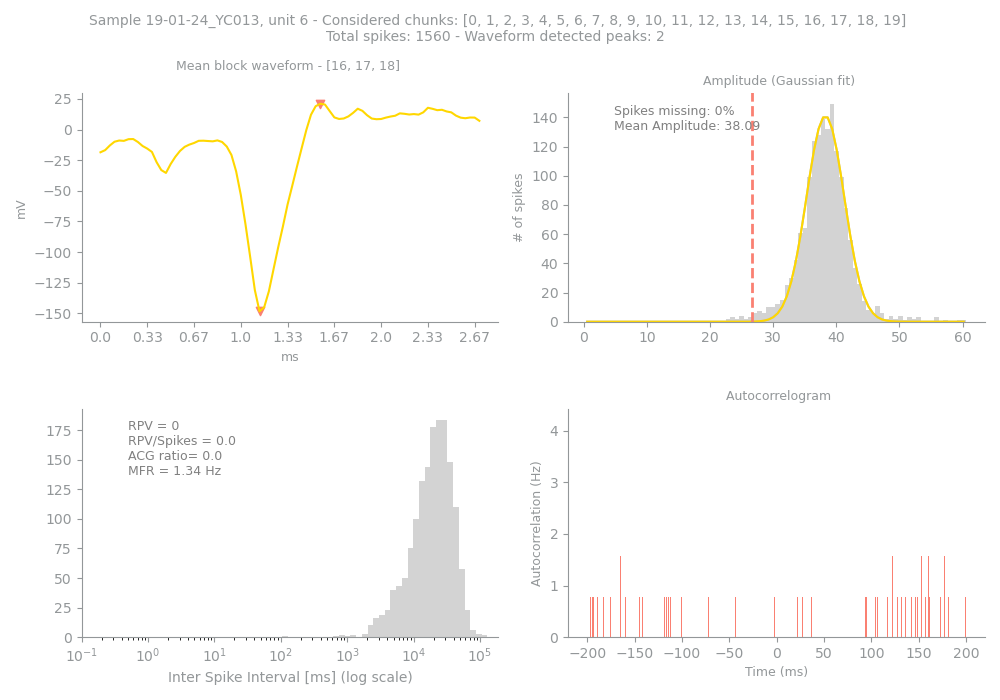 Sample 19-01-24_YC013, unit 6 - Considered chunks: [0, 1, 2, 3, 4, 5, 6, 7, 8, 9, 10, 11, 12, 13, 14, 15, 16, 17, 18, 19]
Total spikes: 1560 - Waveform detected peaks: 2
Mean block waveform - [16, 17, 18]
mV
25
0
−25
−50
−75
−100
−125
−150
0.0 0.33 0.67 1.0 1.33 1.67 2.0 2.33 2.67
ms
Amplitude (Gaussian fit)
Spikes missing: 0%
Mean Amplitude: 38.09
# of spikes
140
120
100
80
60
40
20
0
0 10 20 30 40 50 60
RPV = 0
RPV/Spikes = 0.0
ACG ratio= 0.0
MFR = 1.34 Hz
175
150
125
100
75
50
25
0
10⁻¹ 10⁰ 10¹ 10² 10³ 10⁴ 10⁵
Inter Spike Interval [ms] (log scale)
Autocorrelogram
Autocorrelation (Hz)
4
3
2
1
0
−200 −150 −100 −50 0 50 100 150 200
Time (ms)